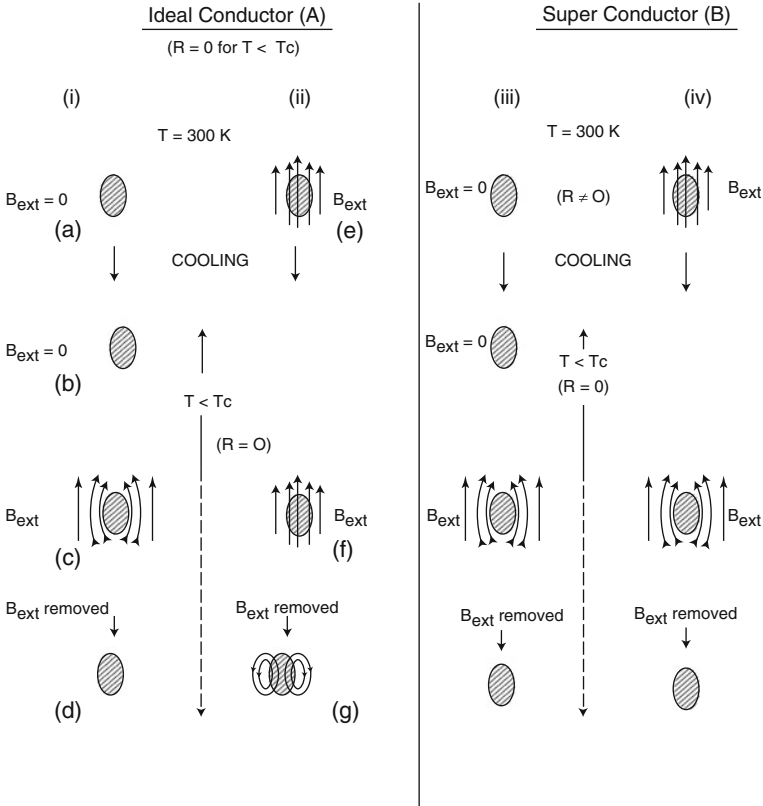 Ideal Conductor (A)
(R = 0 for T < Tc)
(i)
(ii)
T = 300 K
B_ext = 0
(a)
B_ext
(e)
COOLING
B_ext = 0
(b)
T < Tc
(R = O)
B_ext
(c)
B_ext
(f)
B_ext removed
B_ext removed
(d)
(g)
Super Conductor (B)
(iii)
(iv)
T = 300 K
B_ext = 0
(R ≠ O)
B_ext
COOLING
B_ext = 0
T < Tc
(R = 0)
B_ext
B_ext
B_ext removed
B_ext removed